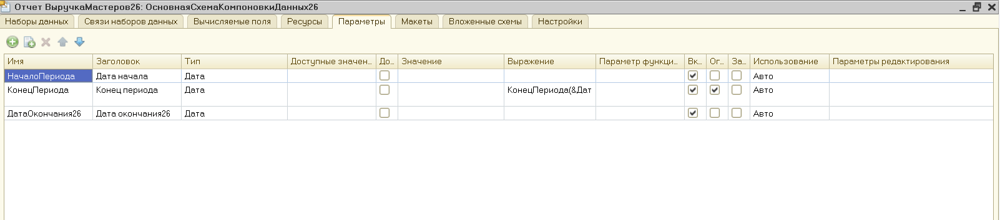 Отчет ВыручкаМастеров26: ОсновнаяСхемаКомпоновкиДанных26
Наборы данных Связи наборов данных Вычисляемые поля Ресурсы Параметры Макеты Вложенные схемы Настройки
Имя Заголовок Тип Доступные значен... До... Значение Выражение Параметр функци... Вк... Ог... За... Использование Параметры редактирования
НачалоПериода Дата начала Дата Авто
КонецПериода Конец периода Дата КонецПериода(&Дат Авто
ДатаОкончания26 Дата окончания26 Дата Авто